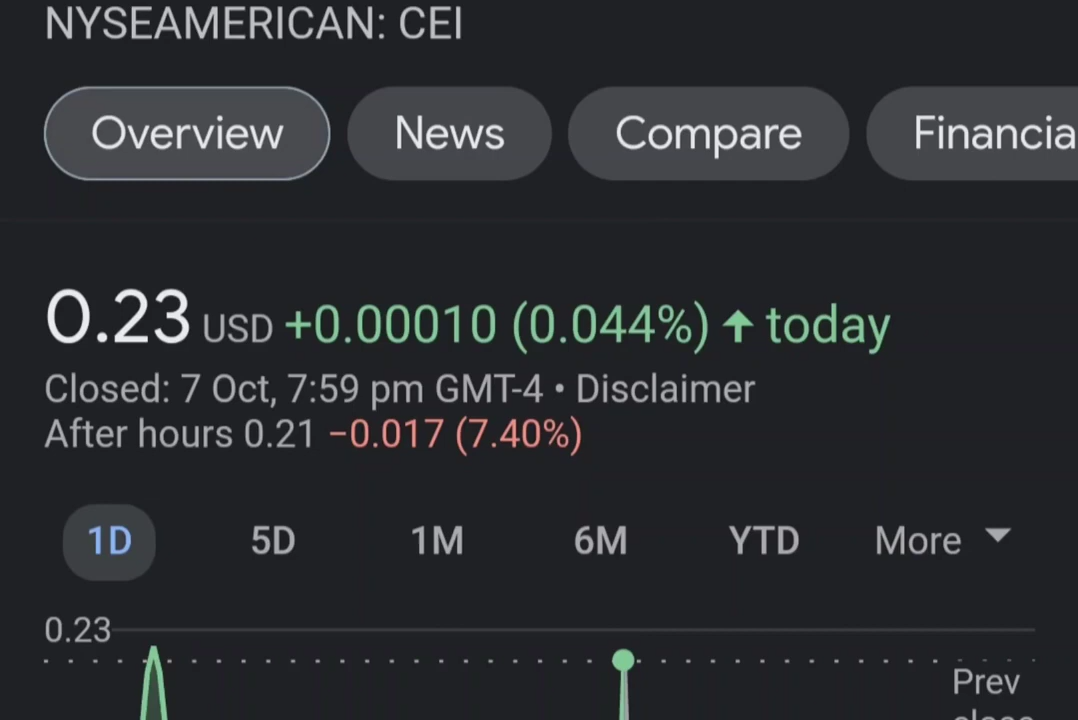 NYSEAMERICAN: CEI
Overview News Compare Financia
0.23 USD +0.00010 (0.044%) ↑ today
Closed: 7 Oct, 7:59 pm GMT-4 • Disclaimer
After hours 0.21 −0.017 (7.40%)
1D 5D 1M 6M YTD More
0.23
Prev
close